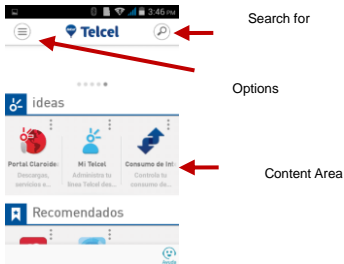 3:46 PM
Search for
Telcel
Options
ideas
Portal Claroide
Mi Telcel
Consumo de Int
Descargas,
servicios e...
Administra tu
línea Telcel des...
Controla tu
consumo de...
Content Area
Recomendados
Ayuda